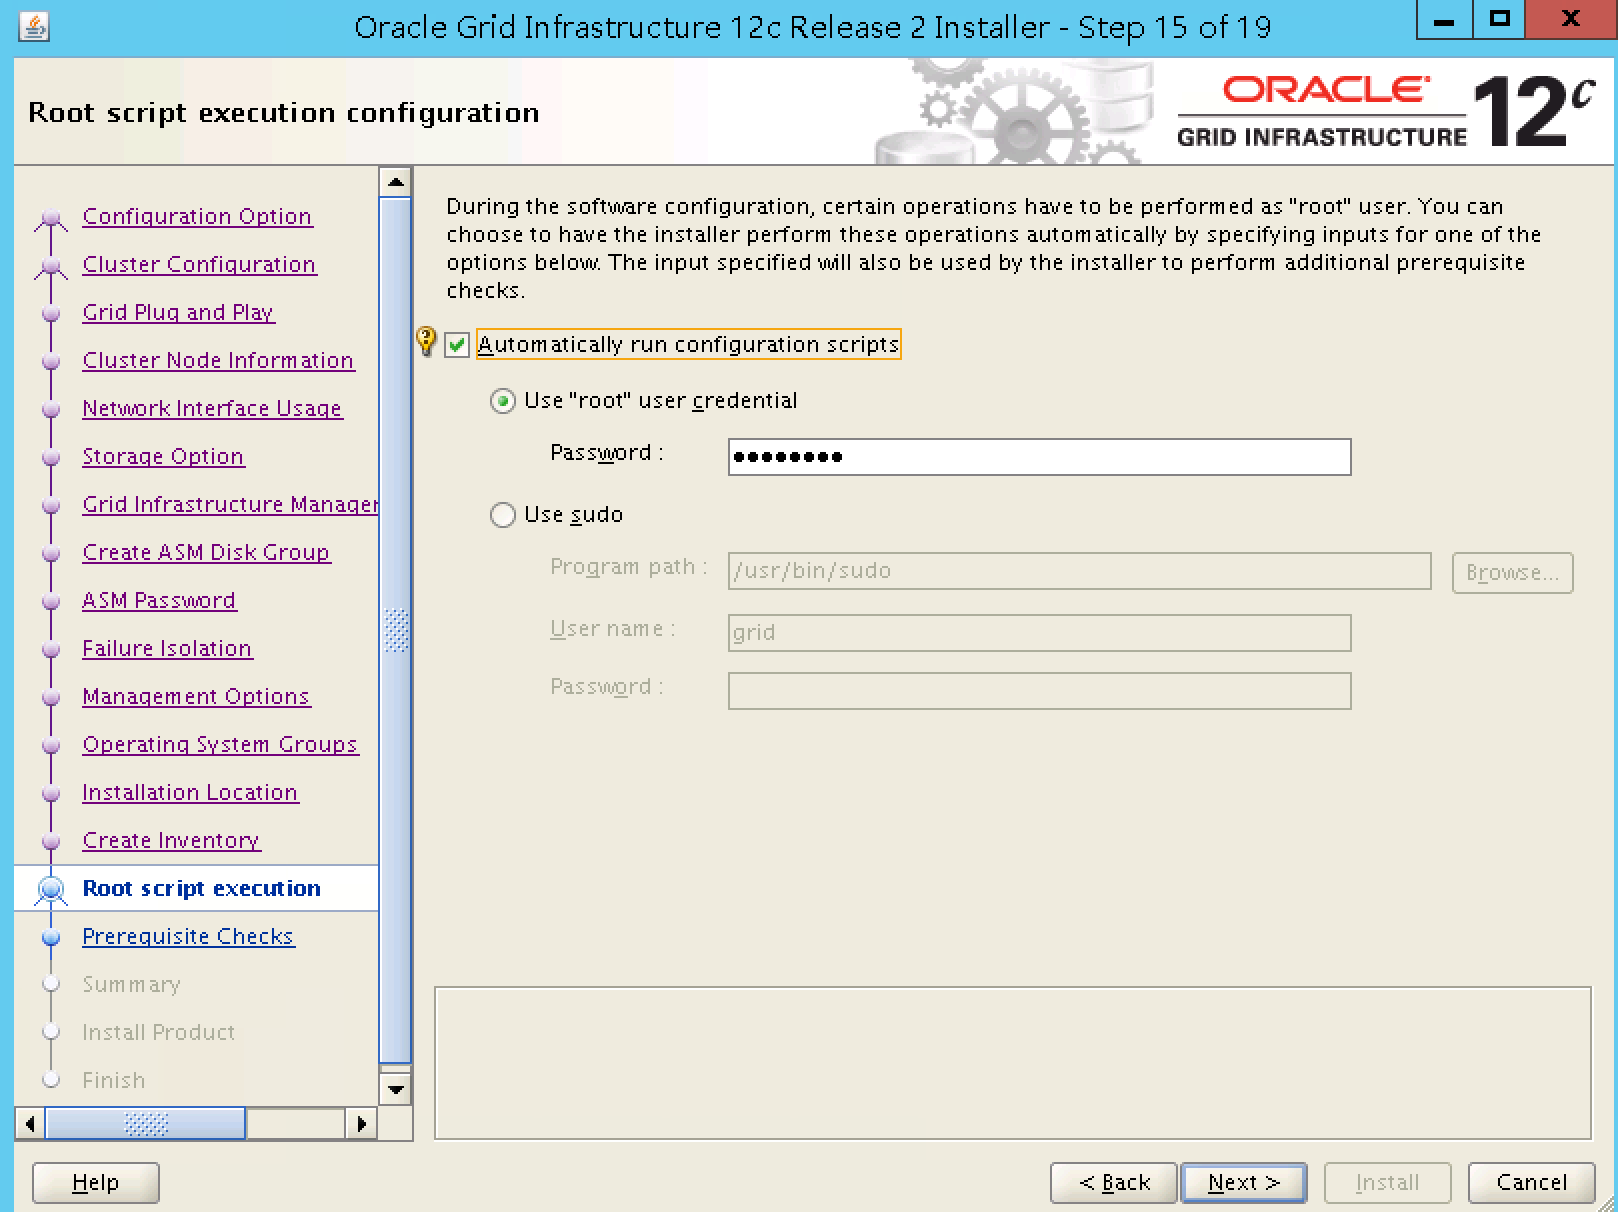 Oracle Grid Infrastructure 12c Release 2 Installer - Step 15 of 19
Root script execution configuration
ORACLE
GRID INFRASTRUCTURE
12c
Configuration Option
Cluster Configuration
Grid Plug and Play
Cluster Node Information
Network Interface Usage
Storage Option
Grid Infrastructure Manager
Create ASM Disk Group
ASM Password
Failure Isolation
Management Options
Operating System Groups
Installation Location
Create Inventory
Root script execution
Prerequisite Checks
Summary
Install Product
Finish
During the software configuration, certain operations have to be performed as "root" user. You can
choose to have the installer perform these operations automatically by specifying inputs for one of the
options below. The input specified will also be used by the installer to perform additional prerequisite
checks.
Automatically run configuration scripts
Use "root" user credential
Password : ●●●●●●●●
Use sudo
Program path : /usr/bin/sudo Browse...
User name : grid
Password :
Help < Back Next > Install Cancel